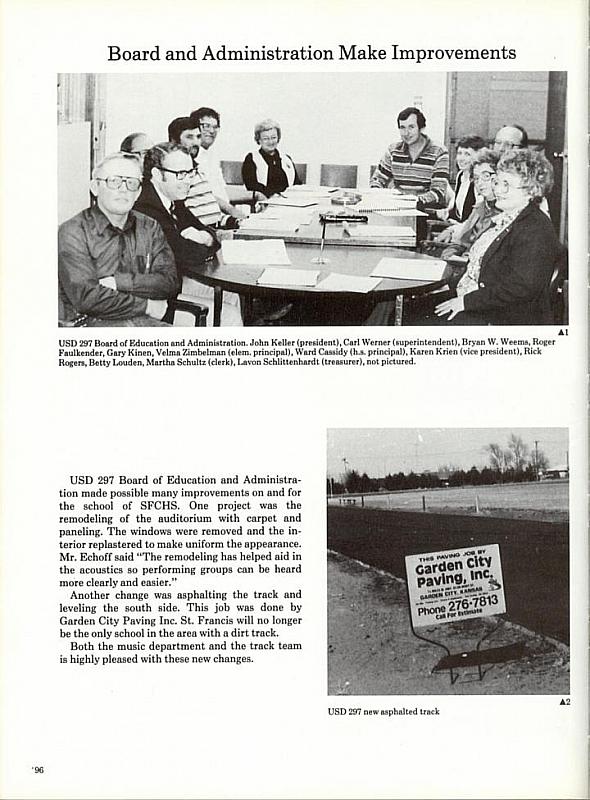 Board and Administration Make Improvements
▲1
USD 297 Board of Education and Administration. John Keller (president), Carl Werner (superintendent), Bryan W. Weems, Roger
Faulkender, Gary Kinen, Velma Zimbelman (elem. principal), Ward Cassidy (h.s. principal), Karen Krien (vice president), Rick
Rogers, Betty Louden, Martha Schultz (clerk), Lavon Schlittenhardt (treasurer), not pictured.
USD 297 Board of Education and Administra-
tion made possible many improvements on and for
the school of SFCHS. One project was the
remodeling of the auditorium with carpet and
paneling. The windows were removed and the in-
terior replastered to make uniform the appearance.
Mr. Echoff said "The remodeling has helped aid in
the acoustics so performing groups can be heard
more clearly and easier."
Another change was asphalting the track and
leveling the south side. This job was done by
Garden City Paving Inc. St. Francis will no longer
be the only school in the area with a dirt track.
Both the music department and the track team
is highly pleased with these new changes.
THIS PAVING JOB BY
Garden City
Paving, Inc.
GARDEN CITY, KANSAS
Phone 276-7813
Call For Estimate
▲2
USD 297 new asphalted track
'96